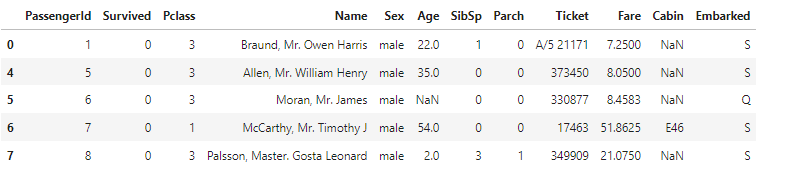 PassengerId Survived Pclass Name Sex Age SibSp Parch Ticket Fare Cabin Embarked
0 1 0 3 Braund, Mr. Owen Harris male 22.0 1 0 A/5 21171 7.2500 NaN S
4 5 0 3 Allen, Mr. William Henry male 35.0 0 0 373450 8.0500 NaN S
5 6 0 3 Moran, Mr. James male NaN 0 0 330877 8.4583 NaN Q
6 7 0 1 McCarthy, Mr. Timothy J male 54.0 0 0 17463 51.8625 E46 S
7 8 0 3 Palsson, Master. Gosta Leonard male 2.0 3 1 349909 21.0750 NaN S